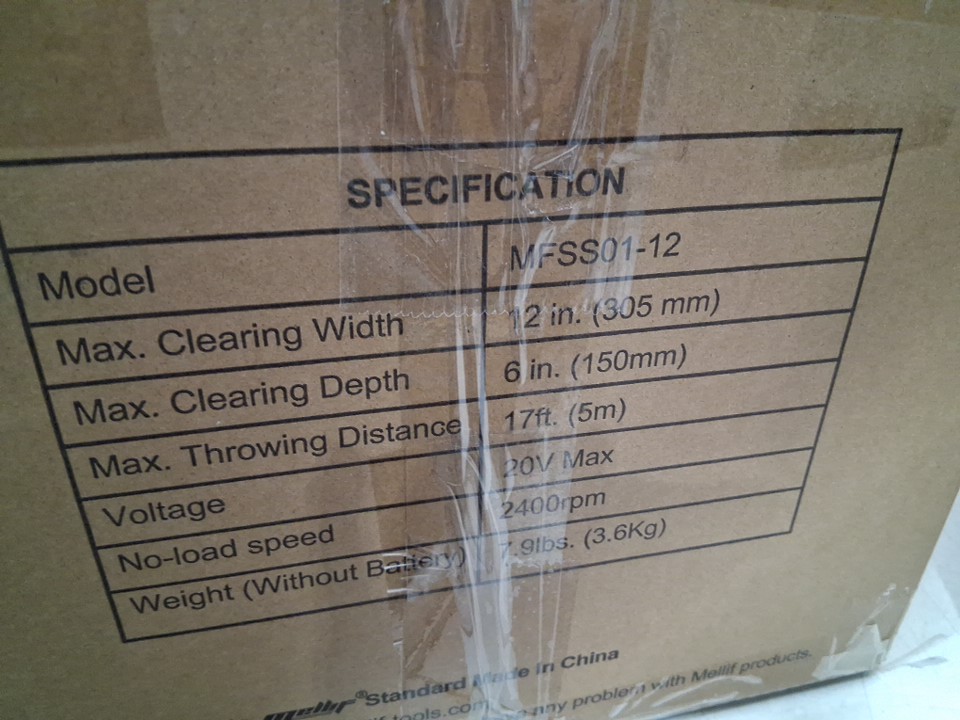 SPECIFICATION
Model MFSS01-12
Max. Clearing Width 12 in. (305 mm)
Max. Clearing Depth 6 in. (150mm)
Max. Throwing Distance 17ft. (5m)
Voltage 20V Max
No-load speed 2400rpm
Weight (Without Battery) 7.9lbs. (3.6Kg)
Mellif®Standard Made in China
any problem with Mellif products.